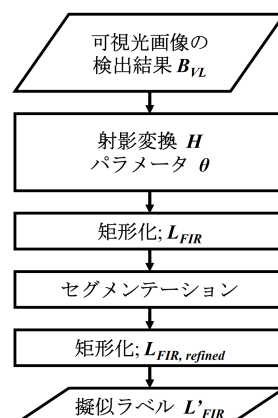 可視光画像の
検出結果 B_VL
射影変換 H
パラメータ θ
矩形化; L_FIR
セグメンテーション
矩形化; L_FIR, refined
擬似ラベル L'_FIR